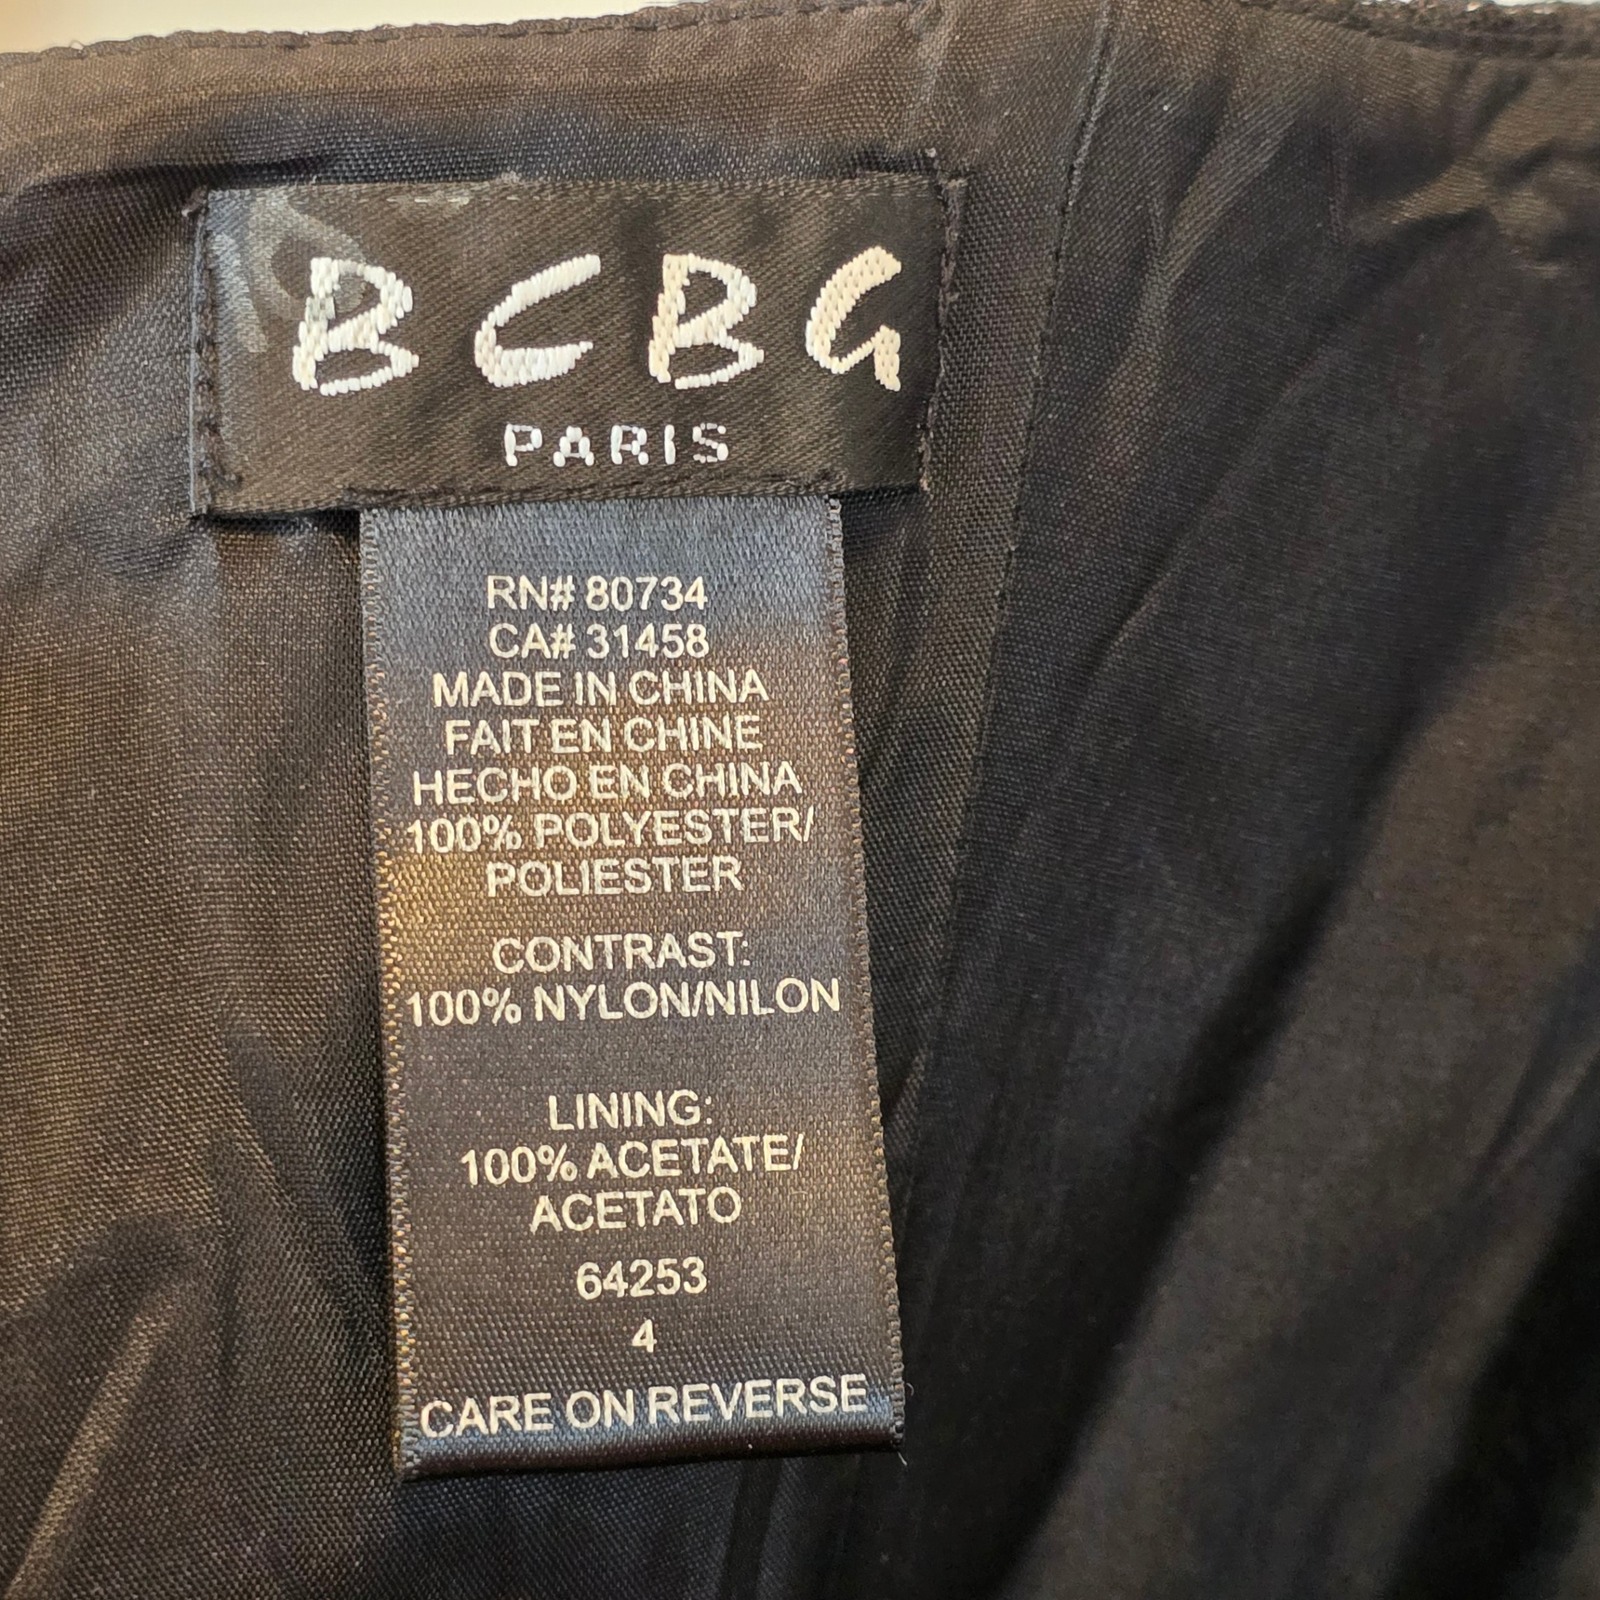 BCBG
PARIS
RN# 80734
CA# 31458
MADE IN CHINA
FAIT EN CHINE
HECHO EN CHINA
100% POLYESTER/
POLIESTER
CONTRAST:
100% NYLON/NILON
LINING:
100% ACETATE/
ACETATO
64253
4
CARE ON REVERSE